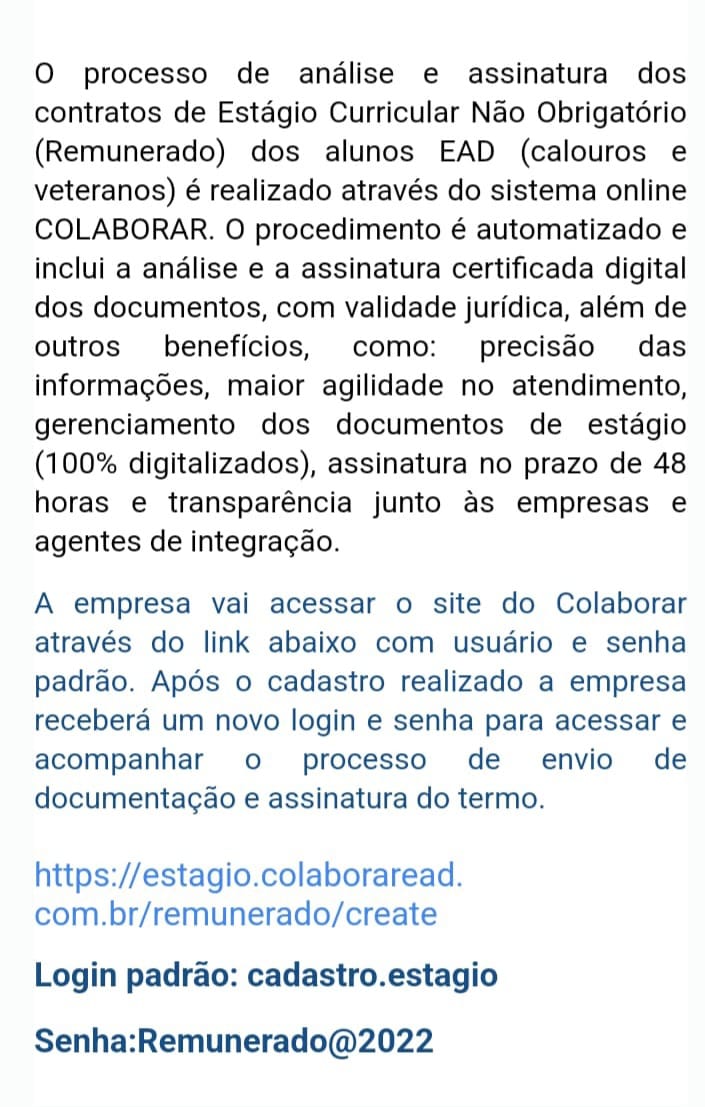 O processo de análise e assinatura dos
contratos de Estágio Curricular Não Obrigatório
(Remunerado) dos alunos EAD (calouros e
veteranos) é realizado através do sistema online
COLABORAR. O procedimento é automatizado e
inclui a análise e a assinatura certificada digital
dos documentos, com validade jurídica, além de
outros benefícios, como: precisão das
informações, maior agilidade no atendimento,
gerenciamento dos documentos de estágio
(100% digitalizados), assinatura no prazo de 48
horas e transparência junto às empresas e
agentes de integração.
A empresa vai acessar o site do Colaborar
através do link abaixo com usuário e senha
padrão. Após o cadastro realizado a empresa
receberá um novo login e senha para acessar e
acompanhar o processo de envio de
documentação e assinatura do termo.
https://estagio.colaboraread.
com.br/remunerado/create
Login padrão: cadastro.estagio
Senha:Remunerado@2022